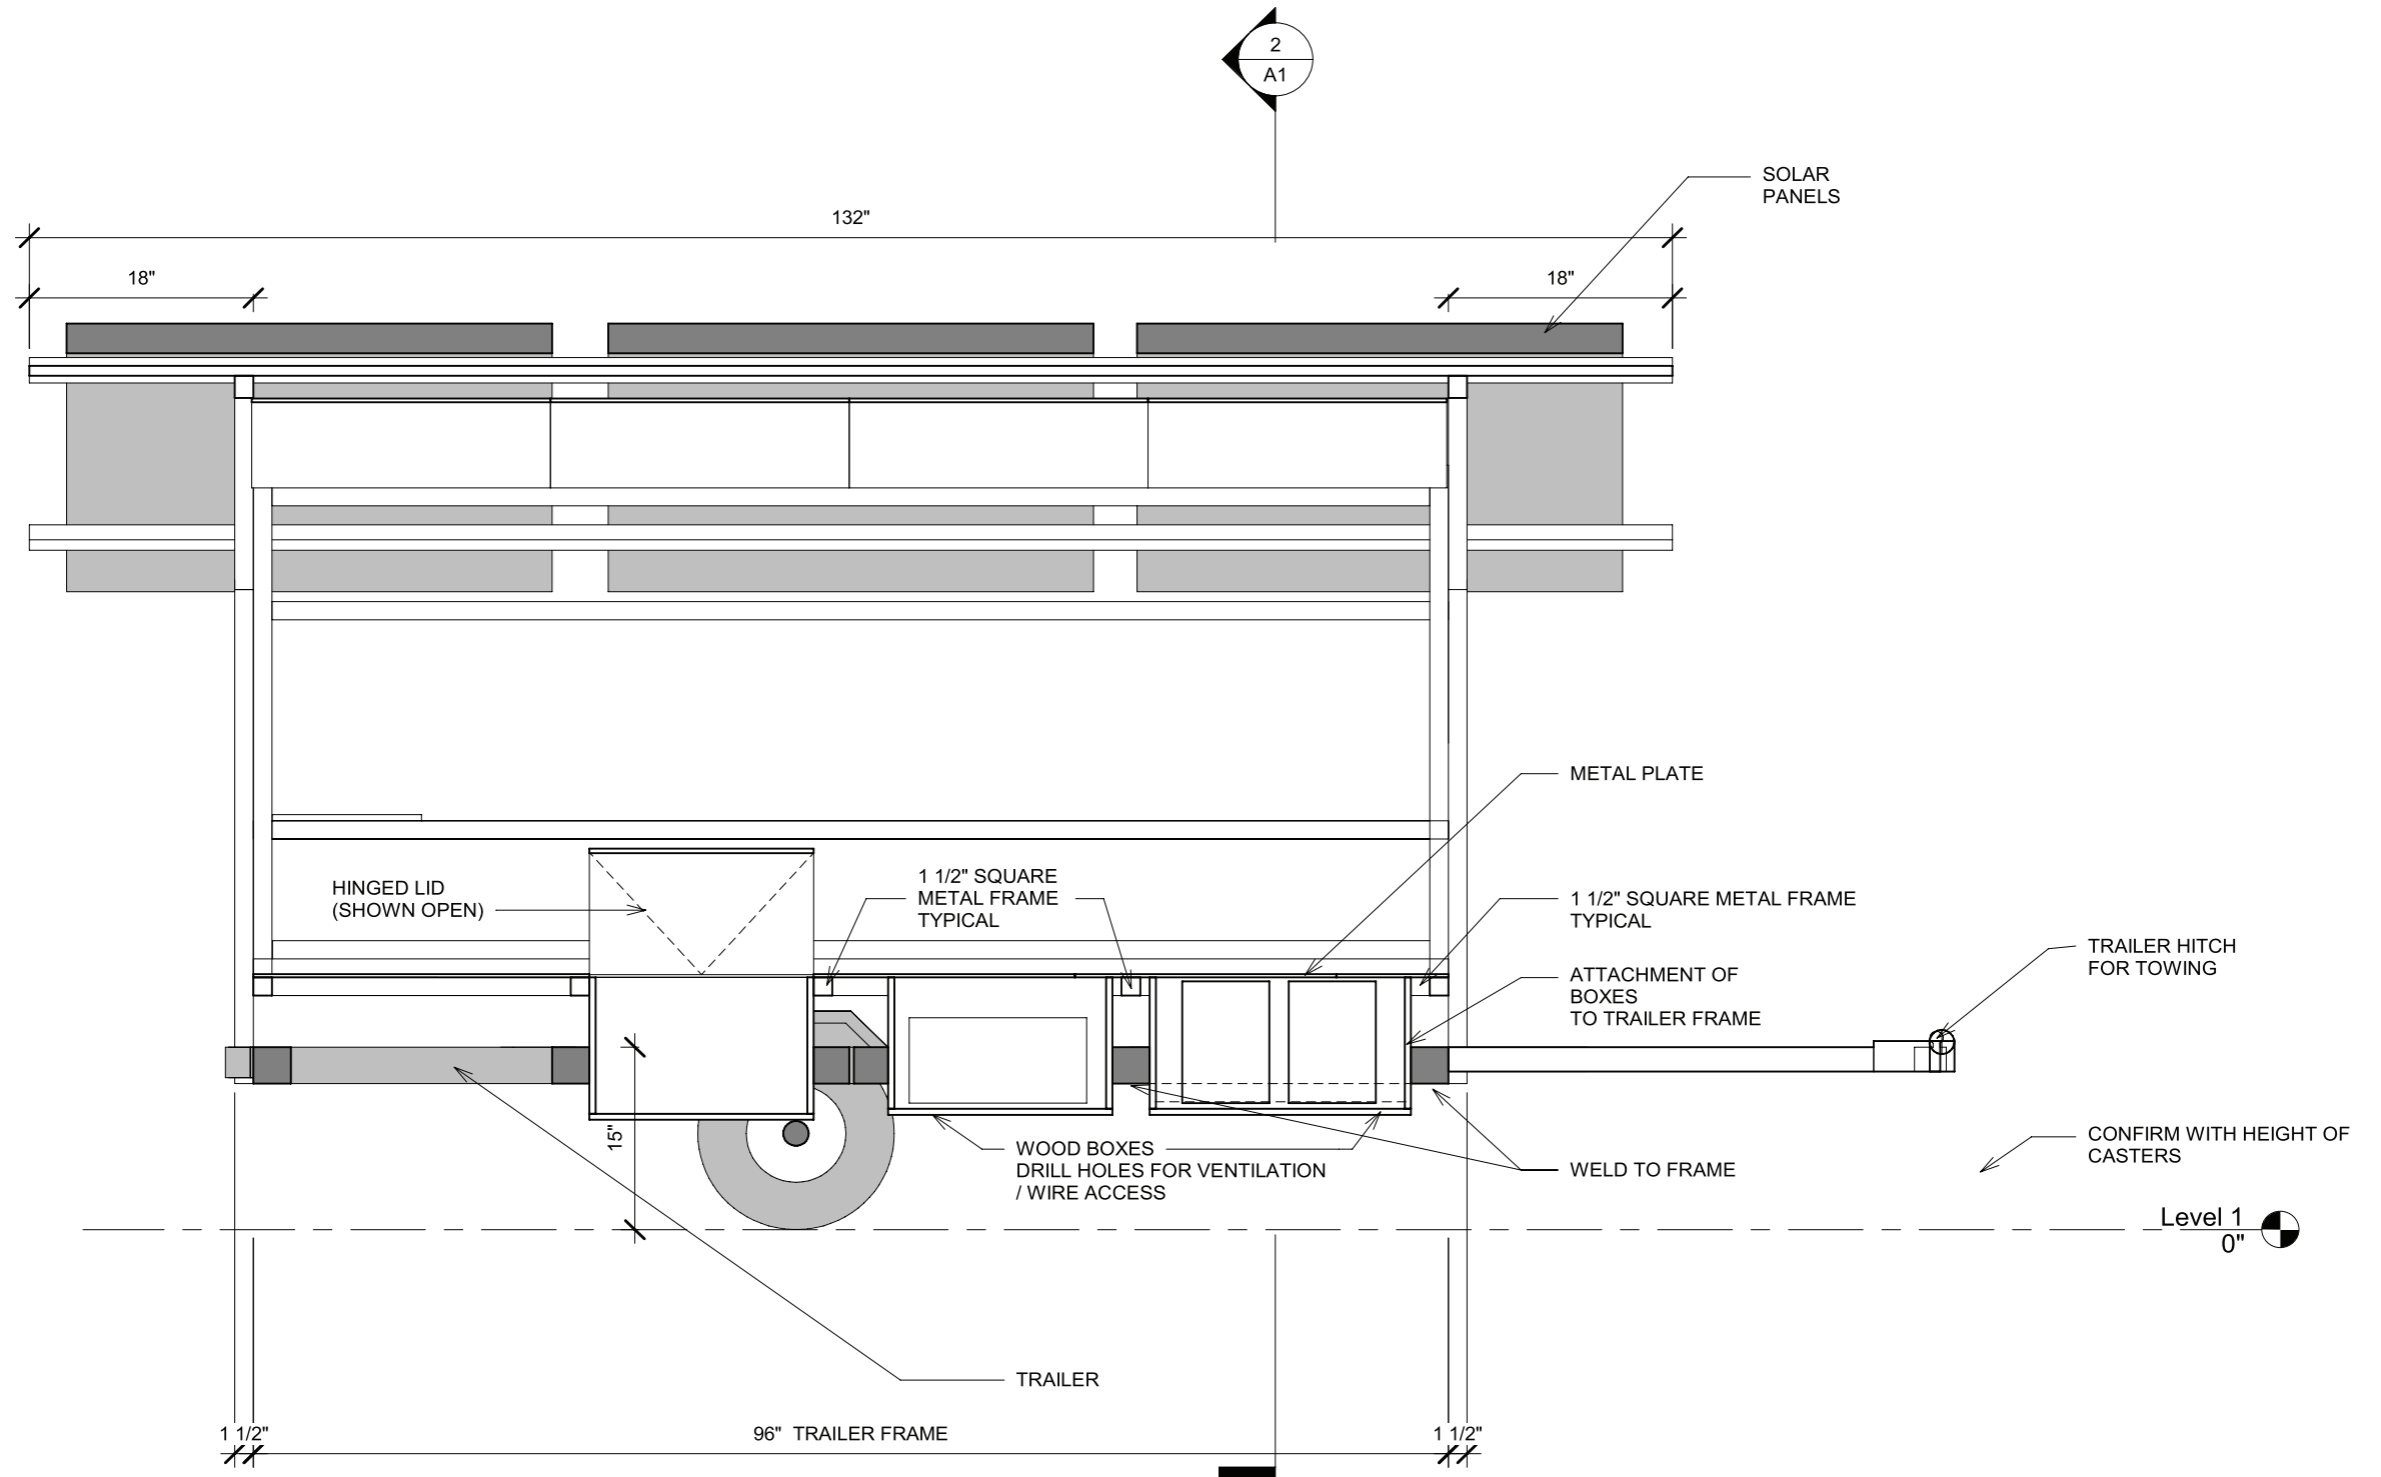 2
A1
SOLAR
PANELS
132"
18"
18"
METAL PLATE
HINGED LID
(SHOWN OPEN)
1 1/2" SQUARE
METAL FRAME
TYPICAL
1 1/2" SQUARE METAL FRAME
TYPICAL
TRAILER HITCH
FOR TOWING
ATTACHMENT OF
BOXES
TO TRAILER FRAME
15"
WOOD BOXES
DRILL HOLES FOR VENTILATION
/ WIRE ACCESS
WELD TO FRAME
CONFIRM WITH HEIGHT OF
CASTERS
Level 1
0"
TRAILER
1 1/2"
96" TRAILER FRAME
1 1/2"